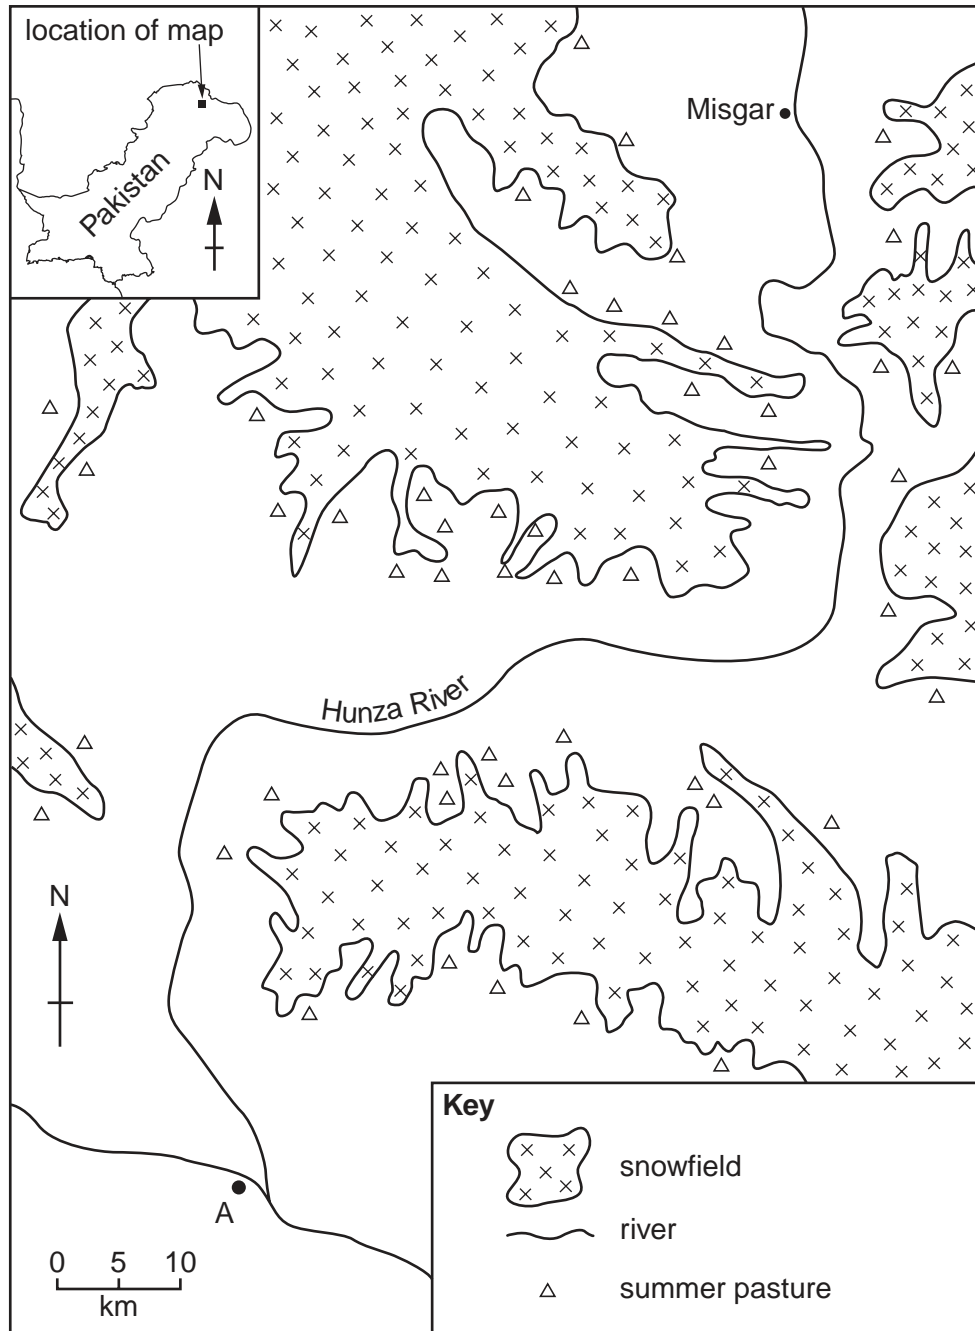 location of map
Pakistan
N
Misgar
Hunza River
N
A
0 5 10
km
Key
snowfield
river
summer pasture